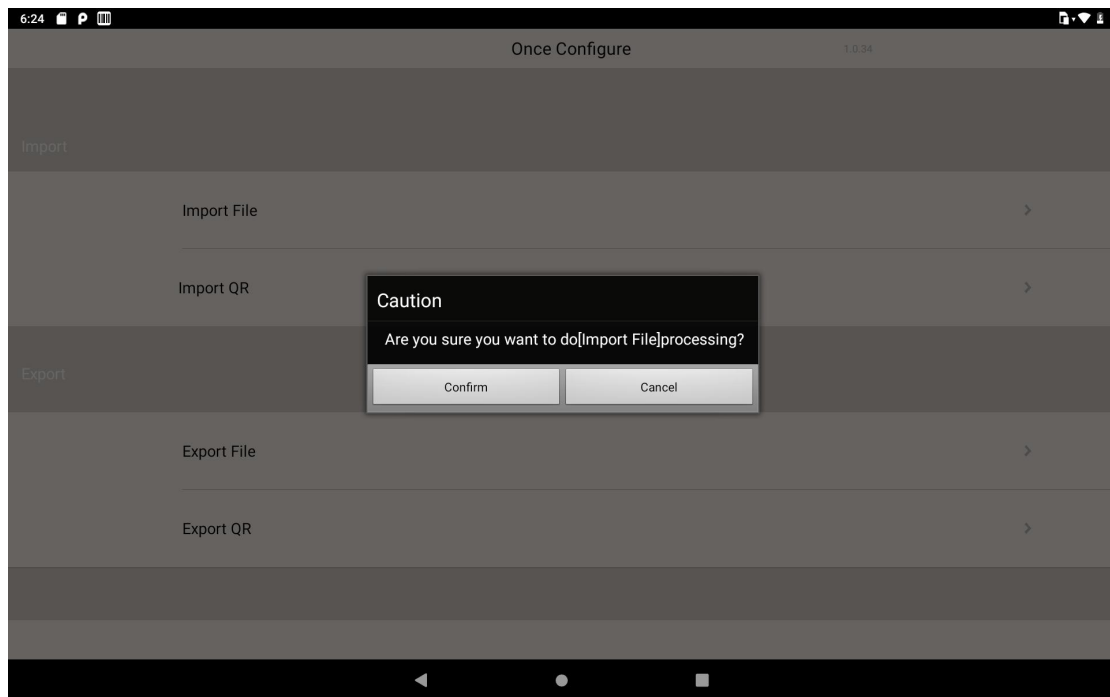 6:24
Once Configure 1.0.34
Import
Import File
Import QR
Caution
Are you sure you want to do[Import File]processing?
Confirm Cancel
Export
Export File
Export QR